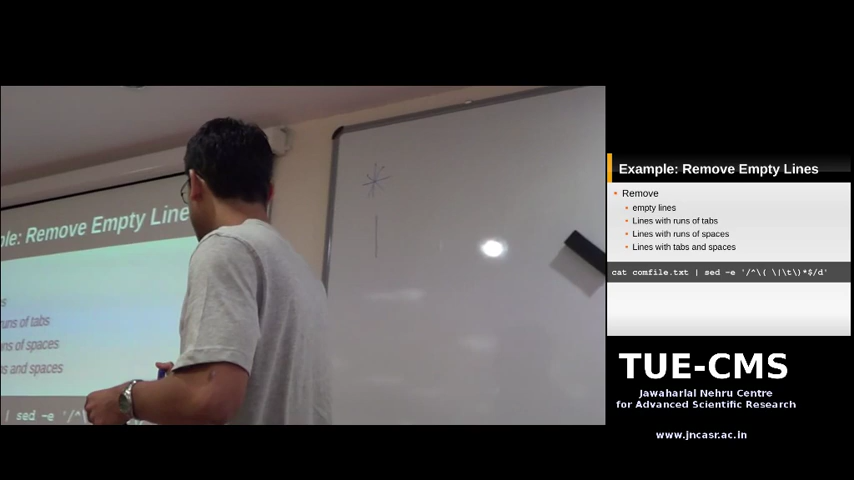 ple: Remove Empty Line
s
runs of tabs
ns of spaces
s and spaces
| sed -e '/^\
*
|
Example: Remove Empty Lines
Remove
empty lines
Lines with runs of tabs
Lines with runs of spaces
Lines with tabs and spaces
cat comfile.txt | sed -e '/^\( \|\t\)*$/d'
TUE-CMS
Jawaharlal Nehru Centre
for Advanced Scientific Research
www.jncasr.ac.in